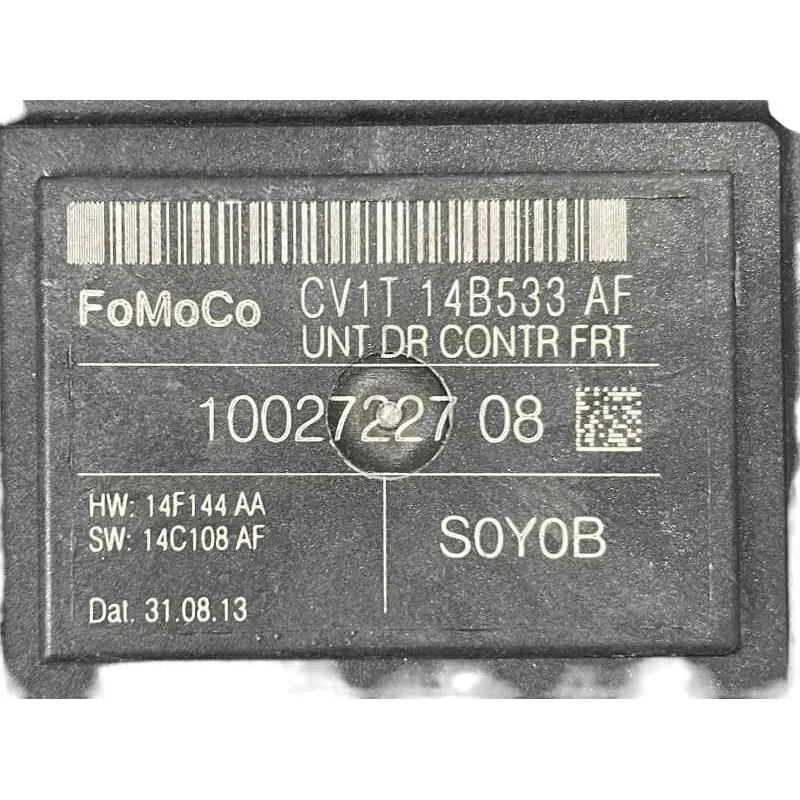 FoMoCo CV1T 14B533 AF
UNT DR CONTR FRT
10027227 08
HW: 14F144 AA
SW: 14C108 AF
S0Y0B
Dat. 31.08.13